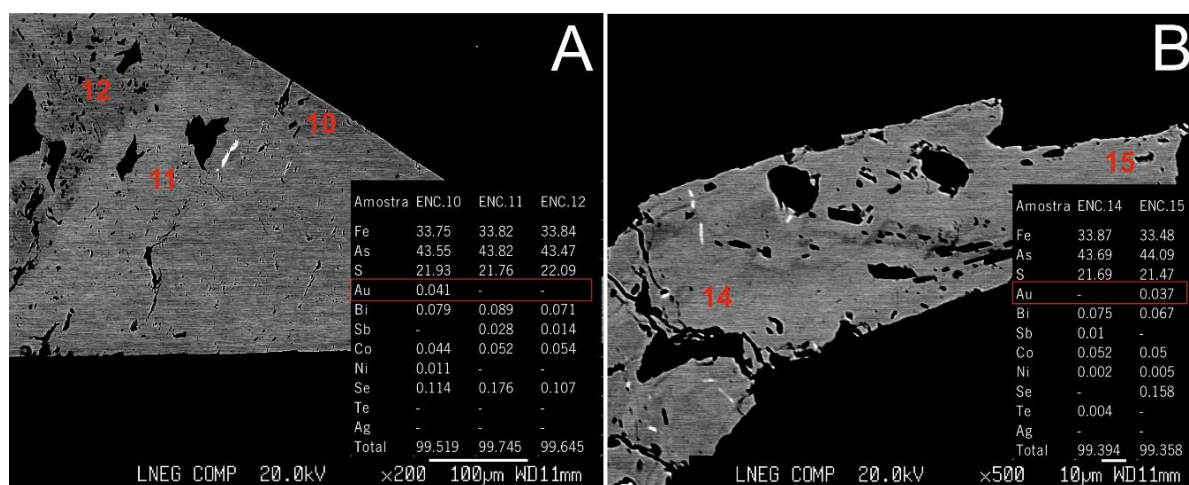 A
12
10
11
Amostra ENC.10 ENC.11 ENC.12
Fe 33.75 33.82 33.84
As 43.55 43.82 43.47
S 21.93 21.76 22.09
Au 0.041 - -
Bi 0.079 0.089 0.071
Sb - 0.028 0.014
Co 0.044 0.052 0.054
Ni 0.011 - -
Se 0.114 0.176 0.107
Te - - -
Ag - - -
Total 99.519 99.745 99.645
LNEG COMP 20.0kV ×200 100µm WD11mm
B
15
14
Amostra ENC.14 ENC.15
Fe 33.87 33.48
As 43.69 44.09
S 21.69 21.47
Au - 0.037
Bi 0.075 0.067
Sb 0.01 -
Co 0.052 0.05
Ni 0.002 0.005
Se - 0.158
Te 0.004 -
Ag - -
Total 99.394 99.358
LNEG COMP 20.0kV ×500 10µm WD11mm